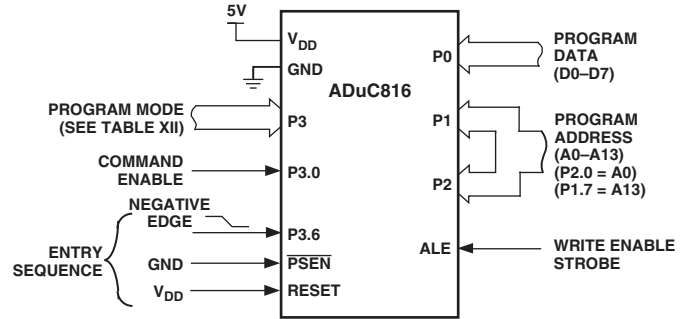 5V
VDD
GND
ADuC816
P0
PROGRAM
DATA
(D0–D7)
PROGRAM MODE
(SEE TABLE XII)
P3
P1
PROGRAM
ADDRESS
(A0–A13)
(P2.0 = A0)
(P1.7 = A13)
COMMAND
ENABLE
P3.0
P2
NEGATIVE
EDGE
P3.6
ENTRY
SEQUENCE
GND
PSEN
ALE
WRITE ENABLE
STROBE
VDD
RESET